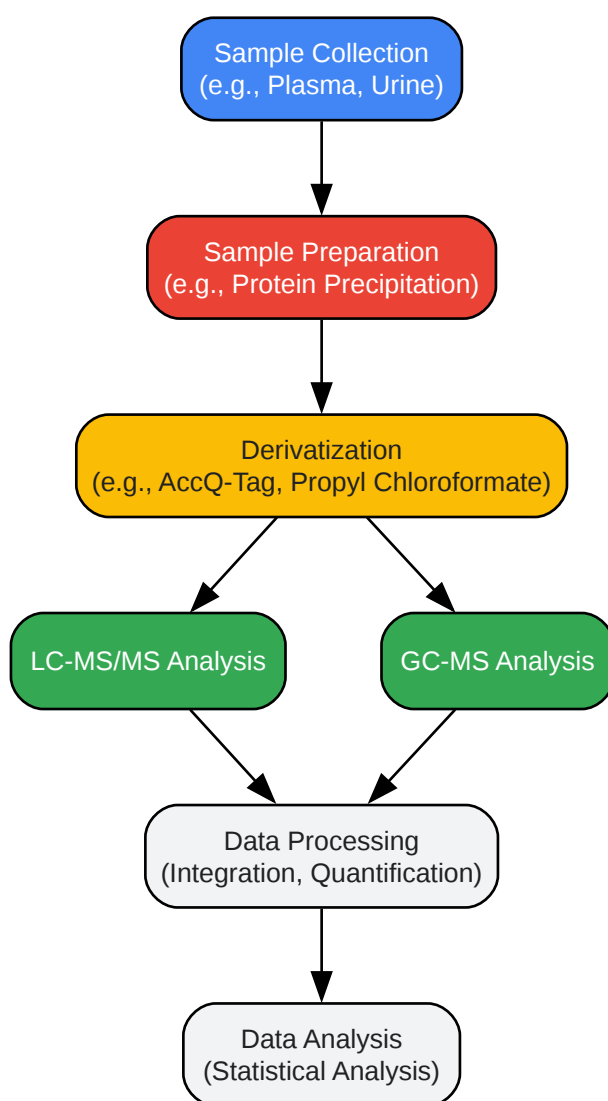 Sample Collection
(e.g., Plasma, Urine)
Sample Preparation
(e.g., Protein Precipitation)
Derivatization
(e.g., AccQ-Tag, Propyl Chloroformate)
LC-MS/MS Analysis
GC-MS Analysis
Data Processing
(Integration, Quantification)
Data Analysis
(Statistical Analysis)